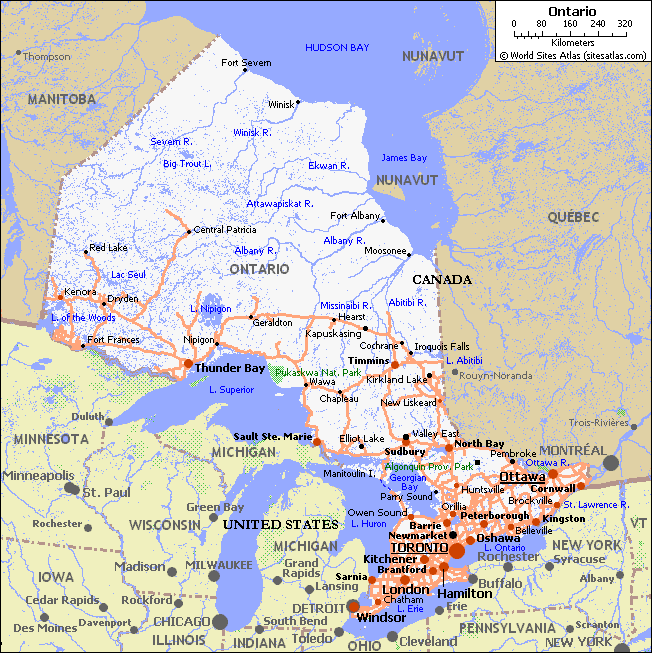 Ontario
0 80 160 240 320
Kilometers
© World Sites Atlas (sitesatlas.com)
HUDSON BAY
NUNAVUT
Thompson
Fort Severn
MANITOBA
Winisk
Winisk R.
Severn R.
James Bay
Big Trout L.
Ekwan R.
NUNAVUT
Attawapiskat R.
Fort Albany
QUÉBEC
Central Patricia
Red Lake
Albany R.
Albany R.
Moosonee
Lac Seul
ONTARIO
CANADA
Kenora
Dryden
L. Nipigon
Missinaibi R.
Abitibi R.
L. of the Woods
Geraldton
Hearst
Kapuskasing
Fort Frances
Nipigon
Cochrane
Iroquois Falls
Thunder Bay
Timmins
L. Abitibi
Pukaskwa Nat. Park
Wawa
Kirkland Lake
Rouyn-Noranda
L. Superior
Chapleau
New Liskeard
Duluth
Trois-Rivières
MINNESOTA
Sault Ste. Marie
Elliot Lake
Valley East
North Bay
MICHIGAN
Sudbury
Pembroke
MONTRÉAL
Manitoulin I.
Algonquin Prov. Park
Ottawa R.
Minneapolis
Georgian
Bay
Ottawa
St. Paul
Parry Sound
Huntsville
Cornwall
Green Bay
Owen Sound
Orillia
Brockville
St. Lawrence R.
Rochester
WISCONSIN
UNITED STATES
L. Huron
Barrie
Peterborough
Kingston
V.T
Newmarket
Belleville
MICHIGAN
TORONTO
Oshawa
L. Ontario
NEW YORK
Kitchener
Rochester
Syracuse
IOWA
Madison
MILWAUKEE
Grand
Rapids
Sarnia
Brantford
Buffalo
Albany
Lansing
London
Hamilton
Cedar Rapids
Rockford
DETROIT
Chatham
L. Erie
Erie
Windsor
Des Moines
Davenport
CHICAGO
South Bend
Toledo
Cleveland
PENNSYLVANIA
Scranton
ILLINOIS
INDIANA
OHIO
NEW YORK